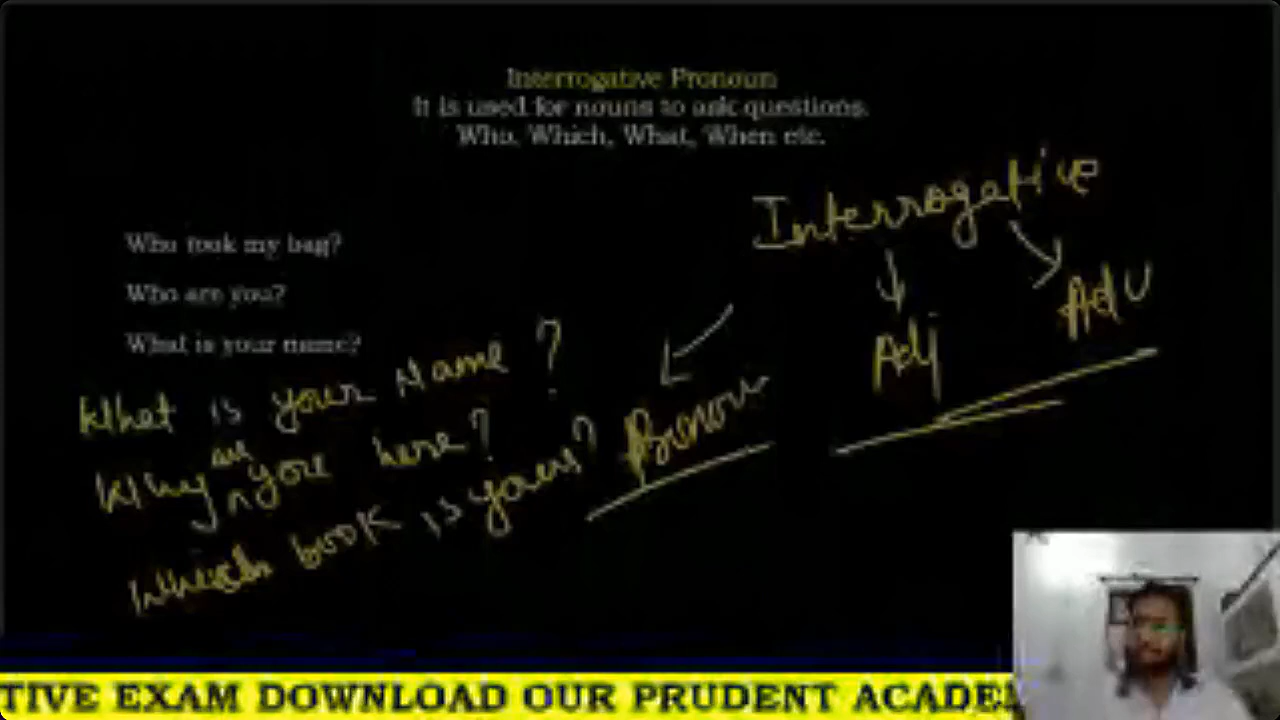 Interrogative Pronoun
It is used for nouns to ask questions.
Who, Which, What, When etc.
Interrogative
Who took my bag?
Who are you?
Adv
What is your name?
Adj
What is your Name ?
Pronoun
Why are you here?
Which book is yours?
TIVE EXAM DOWNLOAD OUR PRUDENT ACADEM